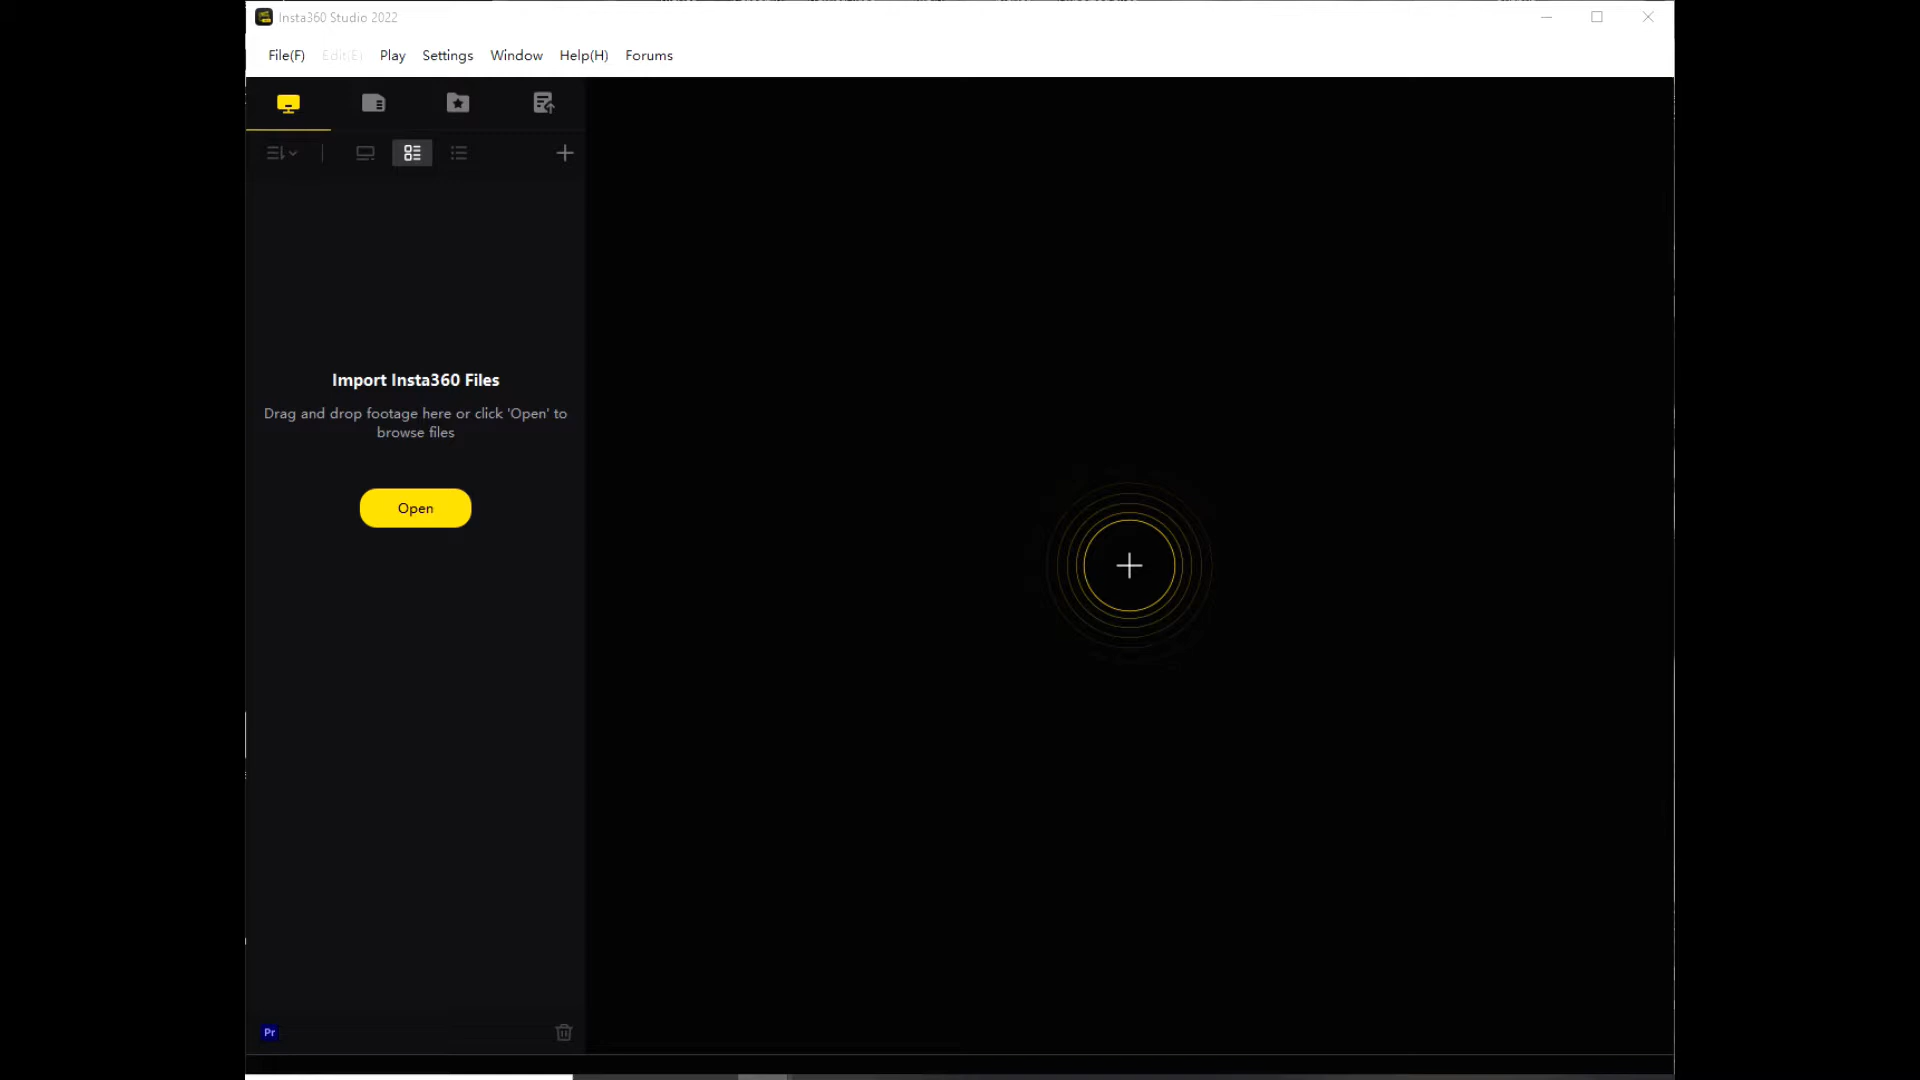 Insta360 Studio 2022
File(F) Edit(E) Play Settings Window Help(H) Forums
Import Insta360 Files
Drag and drop footage here or click 'Open' to
browse files
Open
Pr